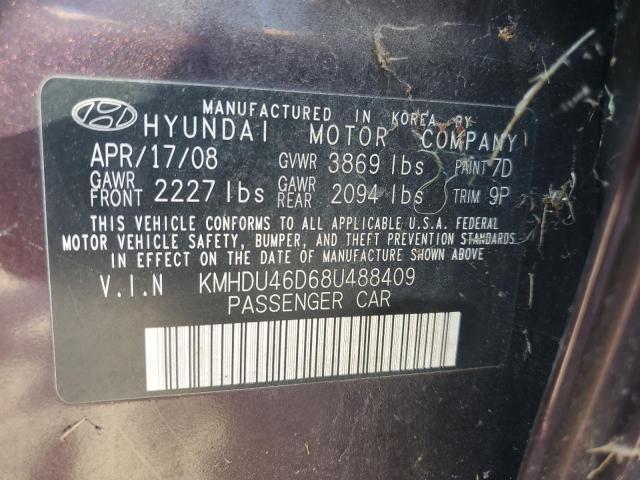 MANUFACTURED IN KOREA BY
HYUNDAI MOTOR COMPANY
APR/17/08 GVWR 3869 lbs PAINT 7D
GAWR FRONT 2227 lbs GAWR REAR 2094 lbs TRIM 9P
THIS VEHICLE CONFORMS TO ALL APPLICABLE U.S.A. FEDERAL
MOTOR VEHICLE SAFETY, BUMPER, AND THEFT PREVENTION STANDARDS
IN EFFECT ON THE DATE OF MANUFACTURE SHOWN ABOVE
V.I.N KMHDU46D68U488409
PASSENGER CAR